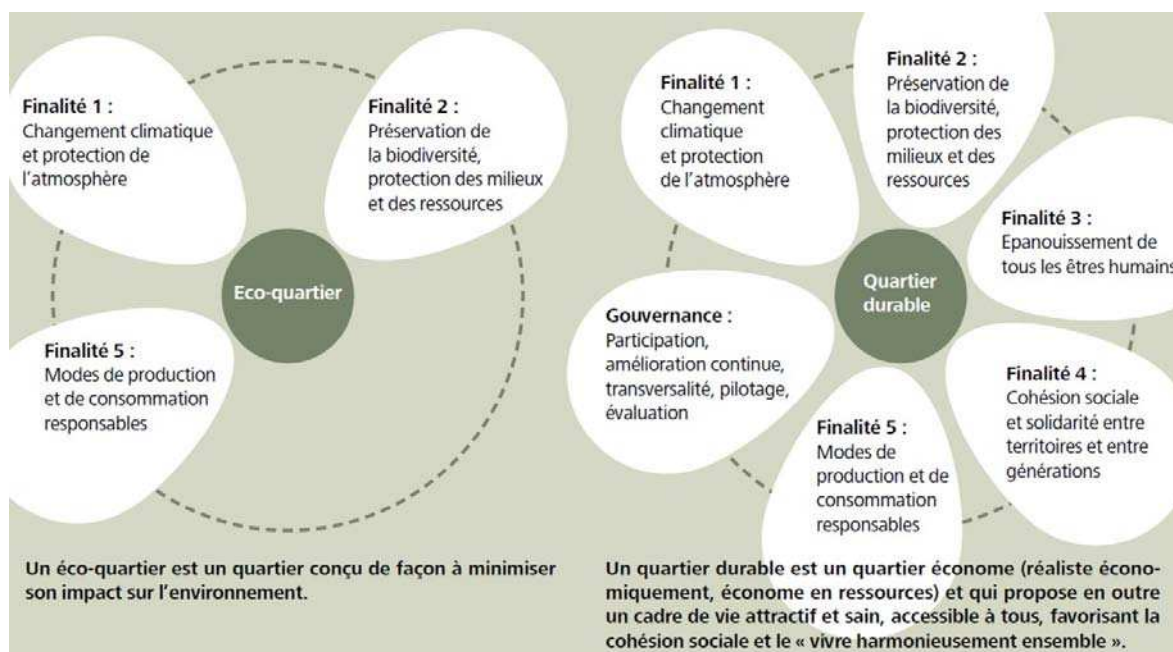 Finalité 1 :
Changement climatique
et protection de
l'atmosphère
Finalité 2 :
Préservation de
la biodiversité,
protection des milieux
et des ressources
Eco-quartier
Finalité 5 :
Modes de production
et de consommation
responsables
Un éco-quartier est un quartier conçu de façon à minimiser
son impact sur l'environnement.
Finalité 1 :
Changement
climatique
et protection
de l'atmosphère
Finalité 2 :
Préservation de
la biodiversité,
protection des
milieux et des
ressources
Finalité 3 :
Epanouissement de
tous les êtres humains
Quartier
durable
Gouvernance :
Participation,
amélioration continue,
transversalité, pilotage,
évaluation
Finalité 4 :
Cohésion sociale
et solidarité entre
territoires et entre
générations
Finalité 5 :
Modes de
production et de
consommation
responsables
Un quartier durable est un quartier économe (réaliste écono-
miquement, économe en ressources) et qui propose en outre
un cadre de vie attractif et sain, accessible à tous, favorisant la
cohésion sociale et le « vivre harmonieusement ensemble ».